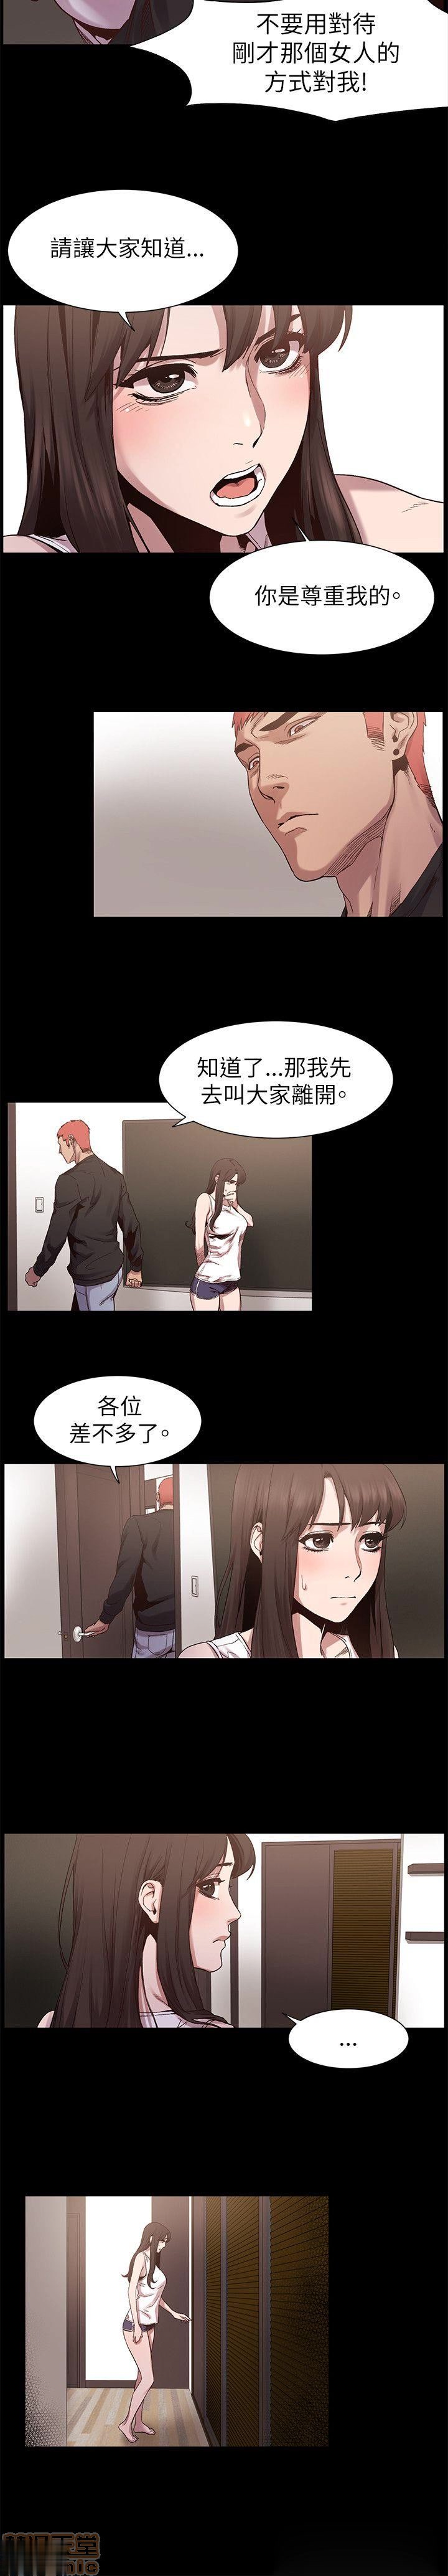 不要用對待
剛才那個女人的
方式對我!
請讓大家知道...
你是尊重我的。
知道了...那我先
去叫大家離開。
各位
差不多了。
...